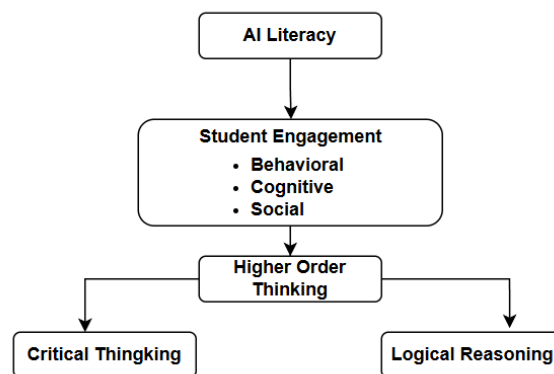 AI Literacy
Student Engagement
• Behavioral
• Cognitive
• Social
Higher Order
Thinking
Critical Thingking
Logical Reasoning